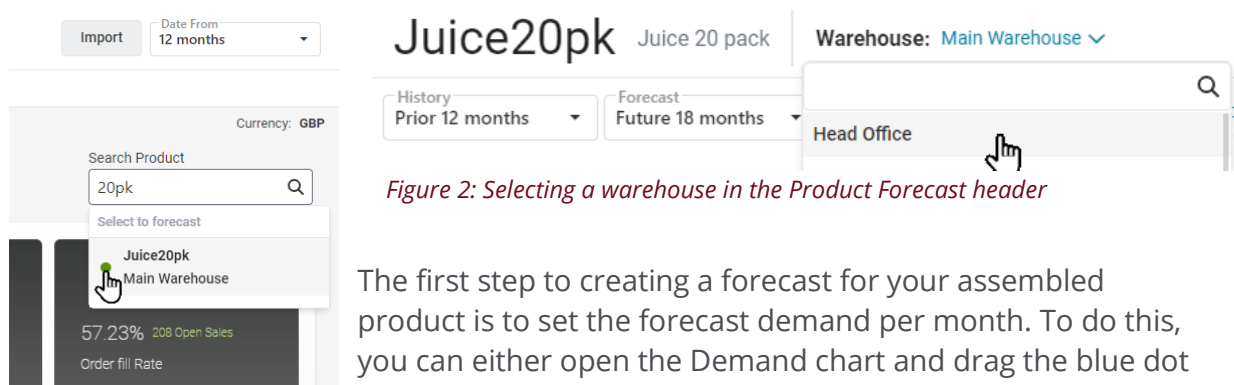 Import
Date From
12 months
Currency: GBP
Search Product
20pk
Select to forecast
Juice20pk
Main Warehouse
57.23% 208 Open Sales
Order fill Rate
Juice20pk Juice 20 pack Warehouse: Main Warehouse
History
Prior 12 months
Forecast
Future 18 months
Head Office
Figure 2: Selecting a warehouse in the Product Forecast header
The first step to creating a forecast for your assembled
product is to set the forecast demand per month. To do this,
you can either open the Demand chart and drag the blue dot